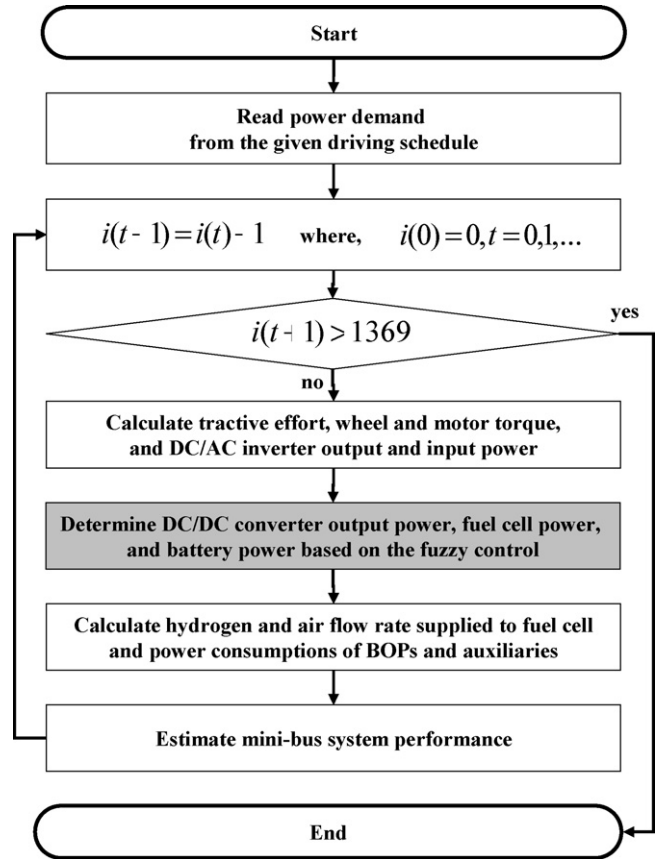 Start
Read power demand
from the given driving schedule
i(t - 1) = i(t) - 1 where, i(0) = 0, t = 0,1,...
i(t + 1) > 1369
yes
no
Calculate tractive effort, wheel and motor torque,
and DC/AC inverter output and input power
Determine DC/DC converter output power, fuel cell power,
and battery power based on the fuzzy control
Calculate hydrogen and air flow rate supplied to fuel cell
and power consumptions of BOPs and auxiliaries
Estimate mini-bus system performance
End